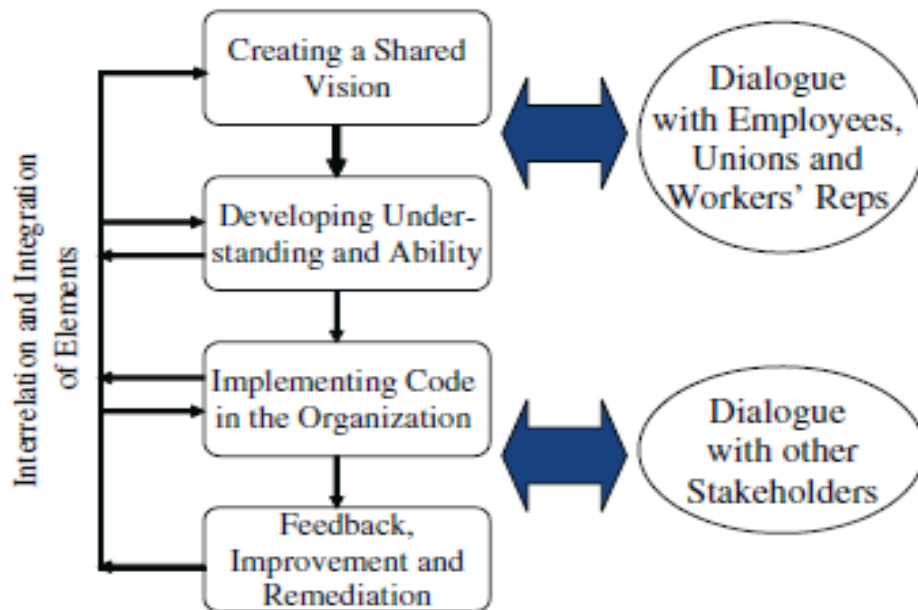 Creating a Shared
Vision
Developing Under-
standing and Ability
Implementing Code
in the Organization
Feedback,
Improvement and
Remediation
Dialogue
with Employees,
Unions and
Workers' Reps
Dialogue
with other
Stakeholders
Interrelation and Integration
of Elements